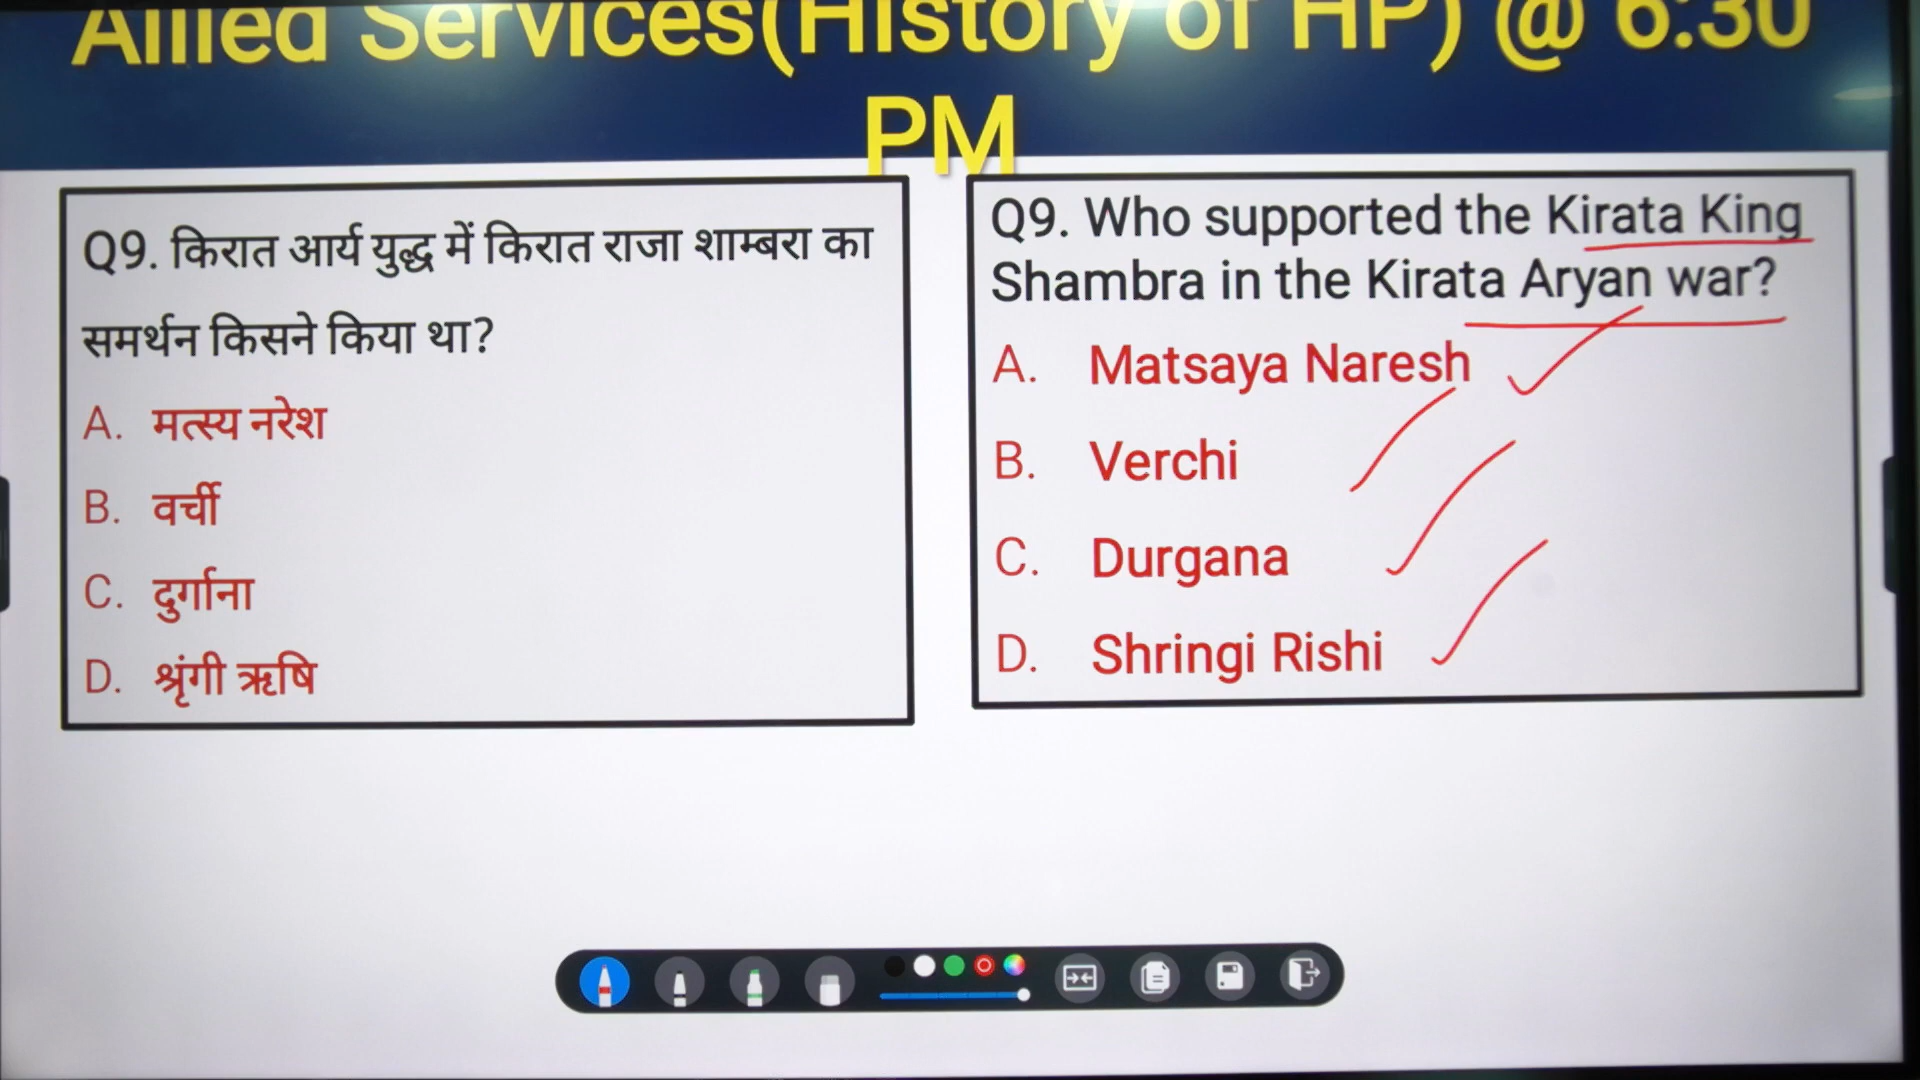 Allied Services(History of HP) @ 6:30
PM
Q9. किरात आर्य युद्ध में किरात राजा शाम्बरा का
समर्थन किसने किया था?
A. मत्स्य नरेश
B. वर्ची
C. दुर्गाना
D. श्रृंगी ऋषि
Q9. Who supported the Kirata King
Shambra in the Kirata Aryan war?
A. Matsaya Naresh
B. Verchi
C. Durgana
D. Shringi Rishi